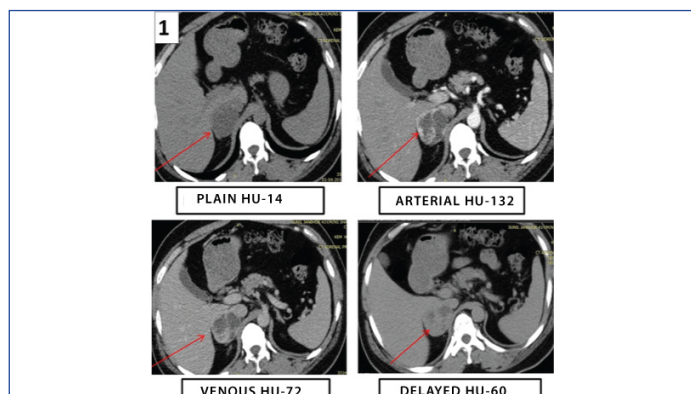 1
PLAIN HU-14
ARTERIAL HU-132
VENOUS HU-72
DELAYED HU-60